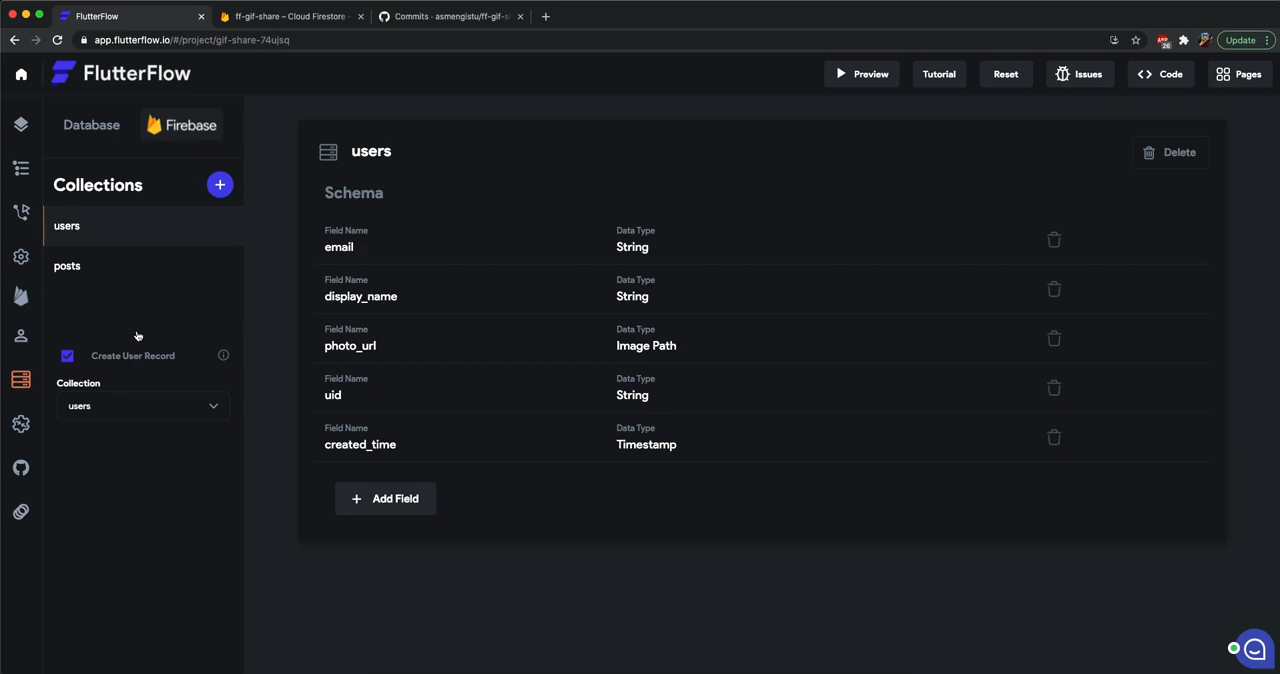 FlutterFlow
ff-gif-share – Cloud Firestore -
Commits · asmengistu/ff-gif-s
app.flutterflow.io/#/project/gif-share-74ujsq
26
Update
FlutterFlow
Preview
Tutorial
Reset
Issues
Code
Pages
Database
Firebase
Collections
users
posts
Create User Record
Collection
users
users
Delete
Schema
Field Name
Data Type
email
String
Field Name
Data Type
display_name
String
Field Name
Data Type
photo_url
Image Path
Field Name
Data Type
uid
String
Field Name
Data Type
created_time
Timestamp
Add Field